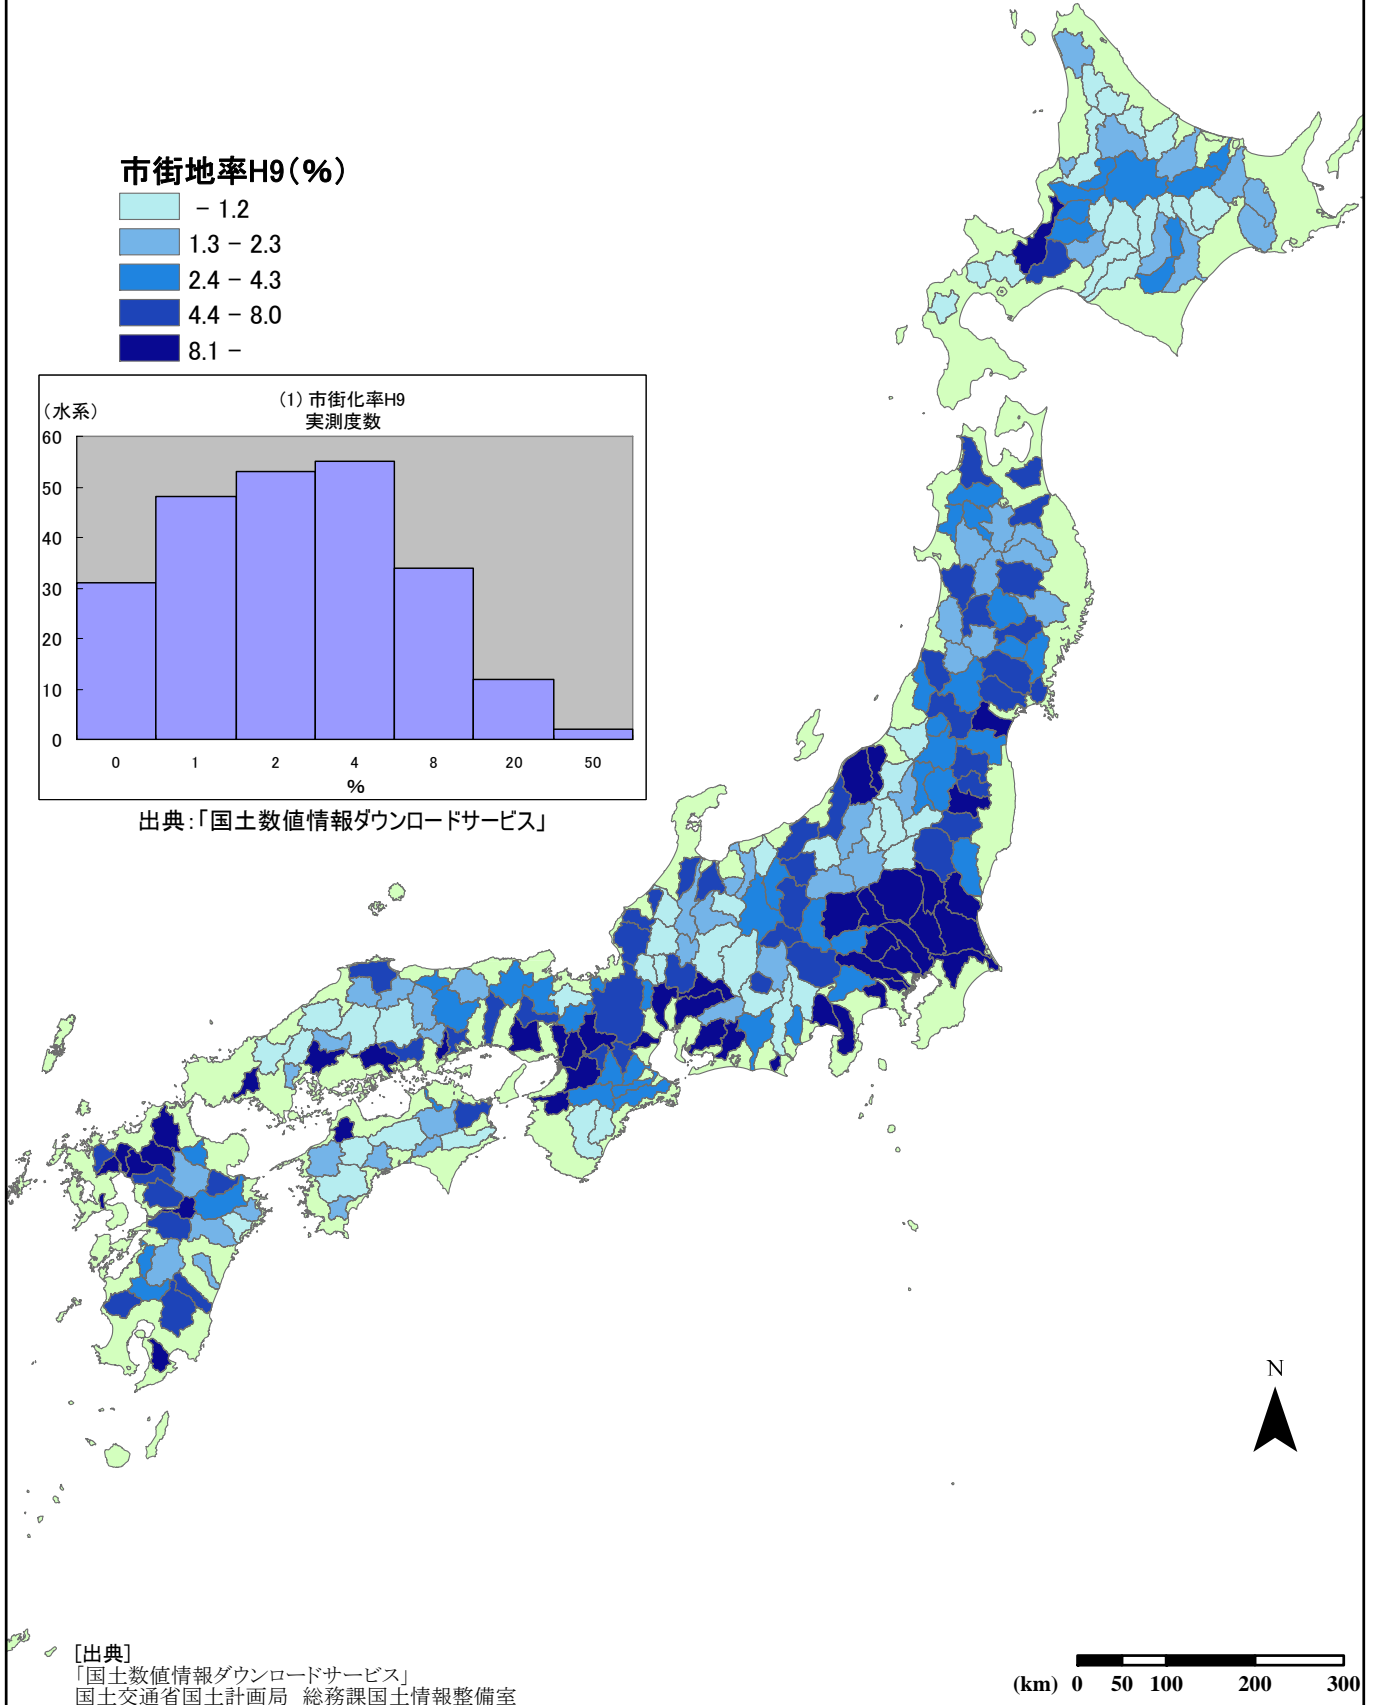 市街地率H9(%)
- 1.2
1.3 - 2.3
2.4 - 4.3
4.4 - 8.0
8.1 -
(1) 市街化率H9
実測度数
(水系)
60
50
40
30
20
10
0
0 1 2 4 8 20 50
%
出典:「国土数値情報ダウンロードサービス」
N
[出典]
「国土数値情報ダウンロードサービス」
国土交通省国土計画局 総務課国土情報整備室
(km) 0 50 100 200 300